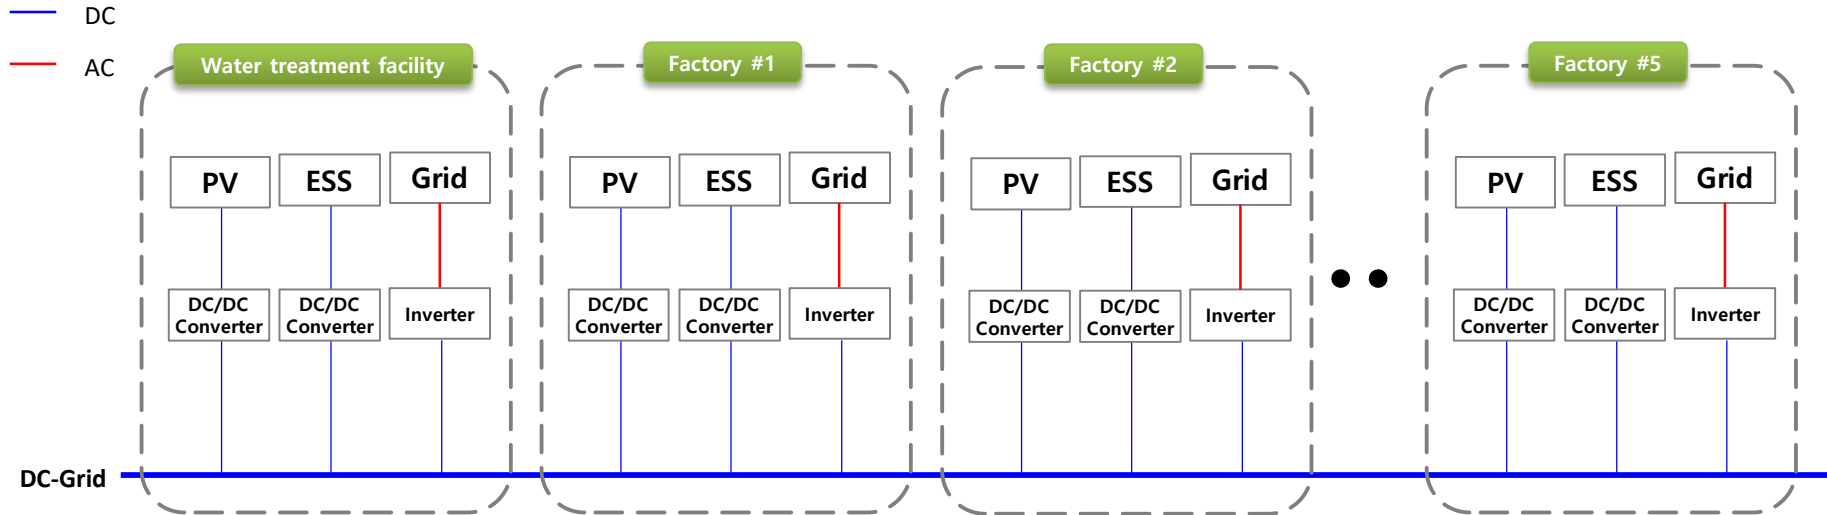 DC
AC
Water treatment facility
Factory #1
Factory #2
Factory #5
PV
ESS
Grid
PV
ESS
Grid
PV
ESS
Grid
PV
ESS
Grid
DC/DC
Converter
DC/DC
Converter
Inverter
DC/DC
Converter
DC/DC
Converter
Inverter
DC/DC
Converter
DC/DC
Converter
Inverter
DC/DC
Converter
DC/DC
Converter
Inverter
DC-Grid